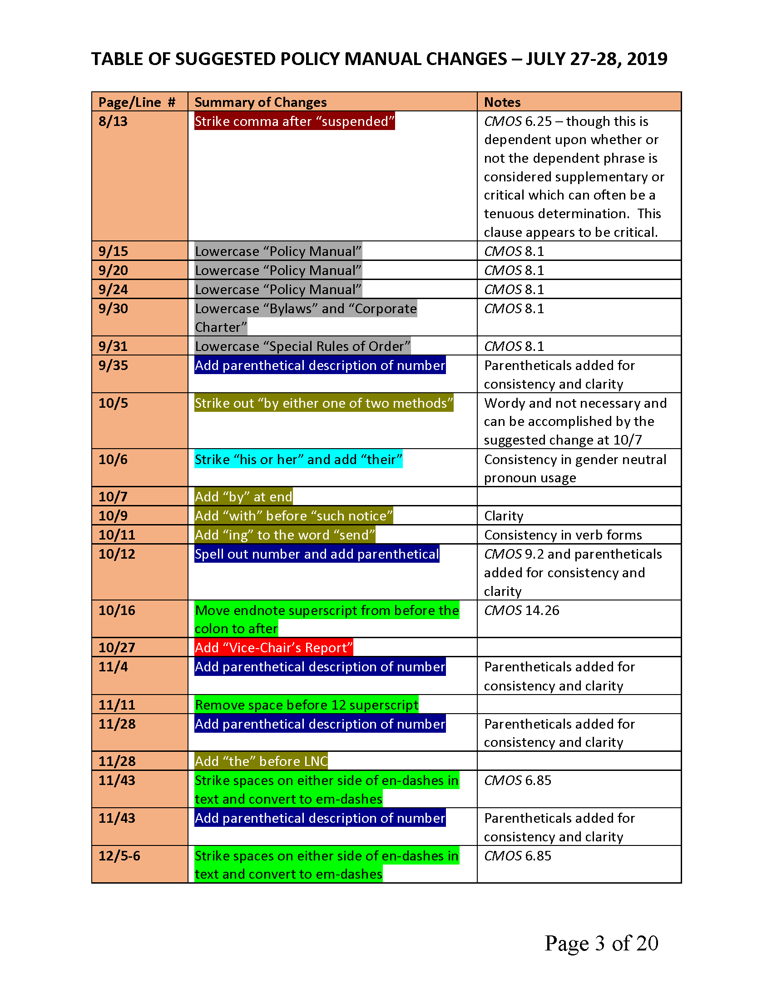 TABLE OF SUGGESTED POLICY MANUAL CHANGES – JULY 27-28, 2019
Page/Line  # Summary of Changes Notes
8/13 Strike comma after “suspended” CMOS 6.25 – though this is
dependent upon whether or
not the dependent phrase is
considered supplementary or
critical which can often be a
tenuous determination.  This
clause appears to be critical.
9/15 Lowercase “Policy Manual” CMOS 8.1
9/20 Lowercase “Policy Manual” CMOS 8.1
9/24 Lowercase “Policy Manual” CMOS 8.1
9/30 Lowercase “Bylaws” and “Corporate CMOS 8.1
Charter”
9/31 Lowercase “Special Rules of Order” CMOS 8.1
9/35 Add parenthetical description of number Parentheticals added for
consistency and clarity
10/5 Strike out “by either one of two methods” Wordy and not necessary and
can be accomplished by the
suggested change at 10/7
10/6 Strike “his or her” and add “their” Consistency in gender neutral
pronoun usage
10/7 Add “by” at end
10/9 Add “with” before “such notice” Clarity
10/11 Add “ing” to the word “send” Consistency in verb forms
10/12 Spell out number and add parenthetical CMOS 9.2 and parentheticals
added for consistency and
clarity
10/16 Move endnote superscript from before the CMOS 14.26
colon to after
10/27 Add “Vice-Chair’s Report”
11/4 Add parenthetical description of number Parentheticals added for
consistency and clarity
11/11 Remove space before 12 superscript
11/28 Add parenthetical description of number Parentheticals added for
consistency and clarity
11/28 Add “the” before LNC
11/43 Strike spaces on either side of en-dashes in CMOS 6.85
text and convert to em-dashes
11/43 Add parenthetical description of number Parentheticals added for
consistency and clarity
12/5-6 Strike spaces on either side of en-dashes in CMOS 6.85
text and convert to em-dashes
Page 3 of 20